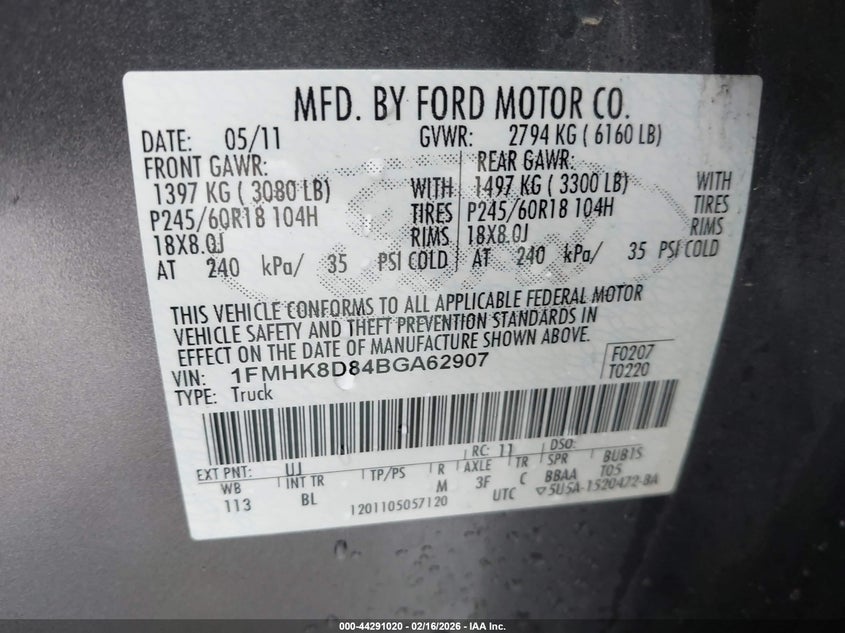 MFD. BY FORD MOTOR CO.
DATE: 05/11 GVWR: 2794 KG ( 6160 LB)
FRONT GAWR: REAR GAWR:
1397 KG ( 3080 LB) WITH 1497 KG ( 3300 LB) WITH
P245/60R18 104H TIRES P245/60R18 104H TIRES
18X8.0J RIMS 18X8.0J RIMS
AT 240 kPa/ 35 PSI COLD AT 240 kPa/ 35 PSI COLD
THIS VEHICLE CONFORMS TO ALL APPLICABLE FEDERAL MOTOR
VEHICLE SAFETY AND THEFT PREVENTION STANDARDS IN
EFFECT ON THE DATE OF MANUFACTURE SHOWN ABOVE.
VIN: 1FMHK8D84BGA62907 F0207
TYPE: Truck T0220
EXT PNT: UJ RC: 11 DSO:
WB INT TR TP/PS R AXLE TR SPR BUB1S
113 BL M 3F C BBAA T05
1201105057120 UTC ▽5U5A-1520472-BA
000-44291020 - 02/16/2026 - IAA Inc.